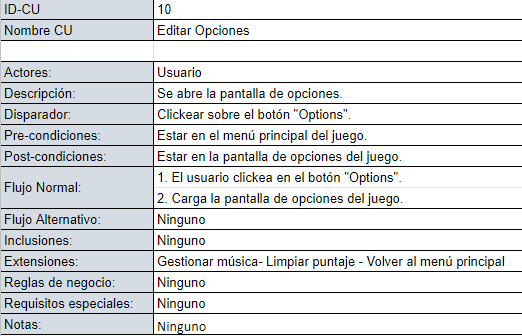 ID-CU 10
Nombre CU Editar Opciones
Actores: Usuario
Descripción: Se abre la pantalla de opciones.
Disparador: Clickear sobre el botón "Options".
Pre-condiciones: Estar en el menú principal del juego.
Post-condiciones: Estar en la pantalla de opciones del juego.
Flujo Normal: 1. El usuario clickea en el botón "Options".
2. Carga la pantalla de opciones del juego.
Flujo Alternativo: Ninguno
Inclusiones: Ninguno
Extensiones: Gestionar música- Limpiar puntaje - Volver al menú principal
Reglas de negocio: Ninguno
Requisitos especiales: Ninguno
Notas: Ninguno